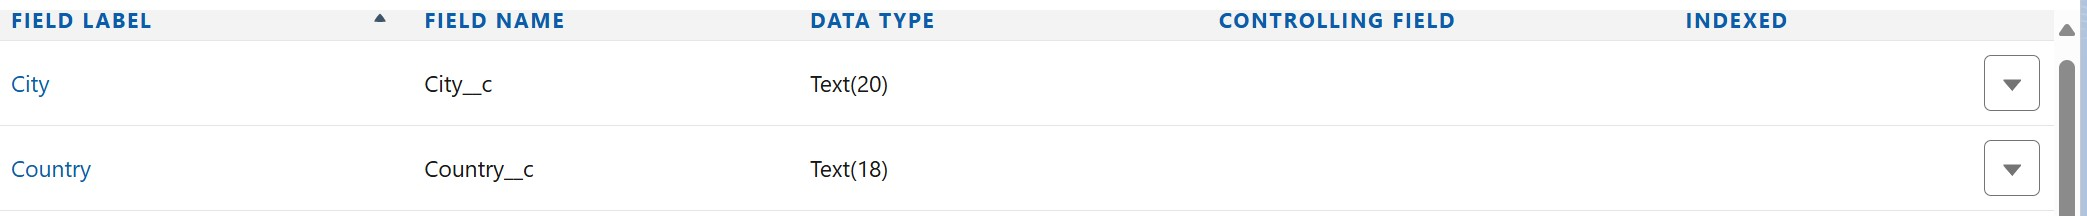 FIELD LABEL FIELD NAME DATA TYPE CONTROLLING FIELD INDEXED
City City__c Text(20)
Country Country__c Text(18)